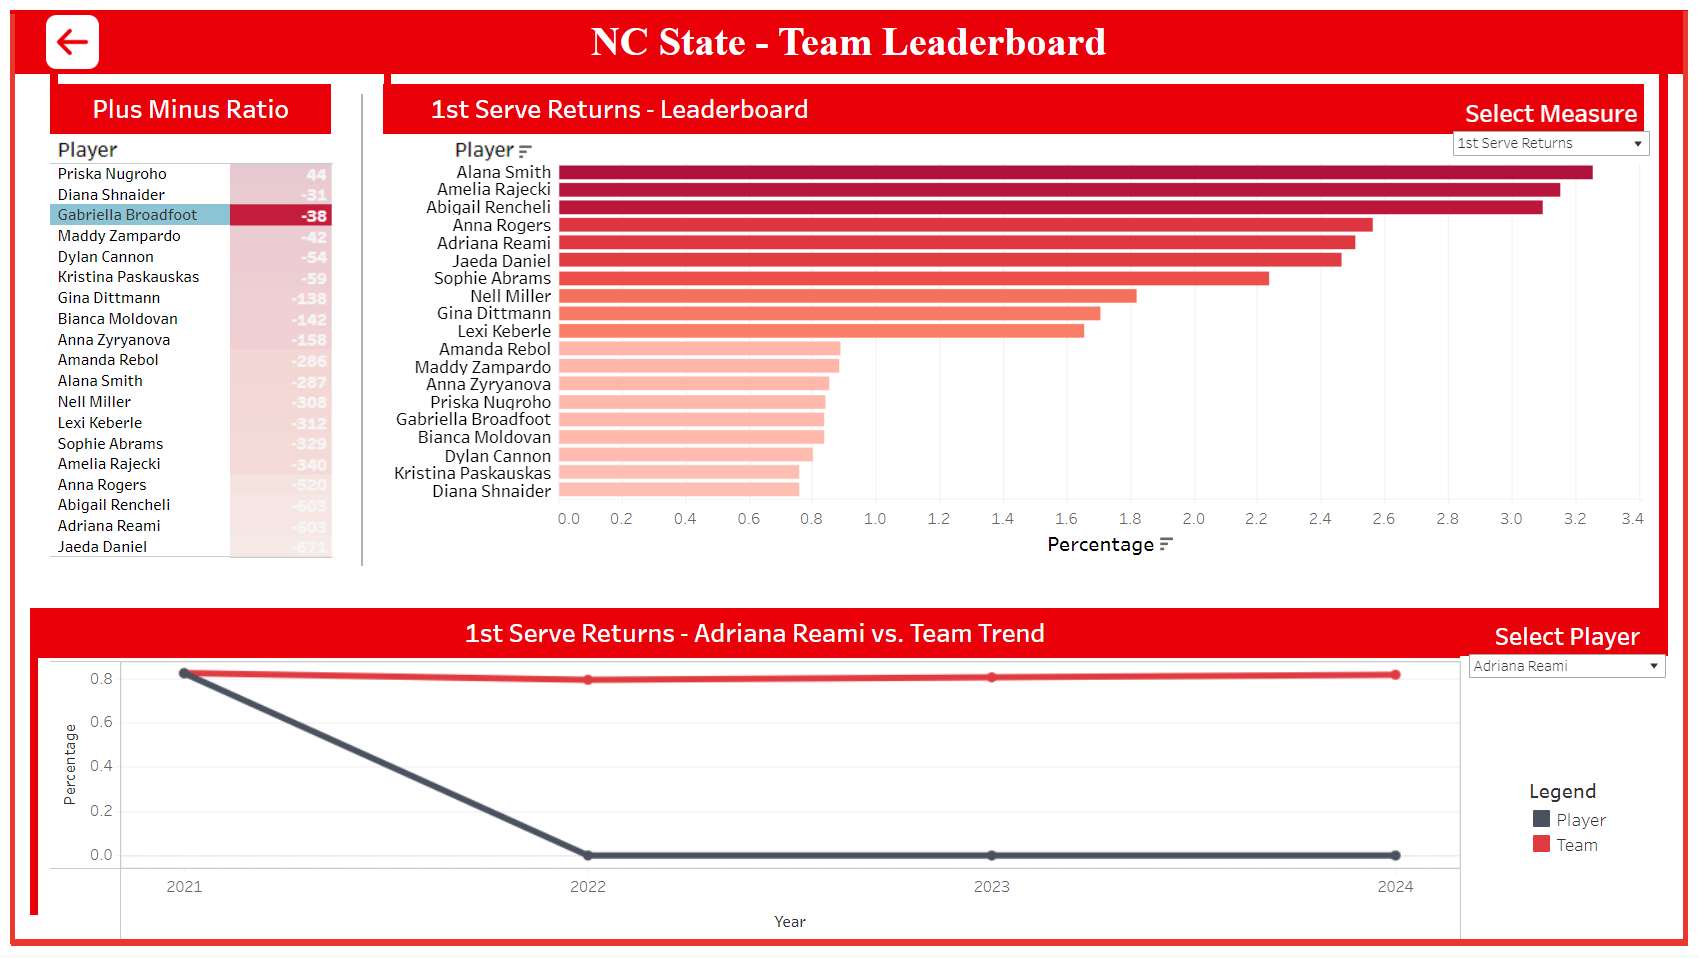 NC State - Team Leaderboard
Plus Minus Ratio
Player
Priska Nugroho 44
Diana Shnaider -31
Gabriella Broadfoot -38
Maddy Zampardo -42
Dylan Cannon -54
Kristina Paskauskas -59
Gina Dittmann -138
Bianca Moldovan -142
Anna Zyryanova -158
Amanda Rebol -286
Alana Smith -287
Nell Miller -308
Lexi Keberle -312
Sophie Abrams -329
Amelia Rajecki -340
Anna Rogers -520
Abigail Rencheli -603
Adriana Reami -603
Jaeda Daniel -671
1st Serve Returns - Leaderboard
Select Measure
1st Serve Returns
Player
Alana Smith
Amelia Rajecki
Abigail Rencheli
Anna Rogers
Adriana Reami
Jaeda Daniel
Sophie Abrams
Nell Miller
Gina Dittmann
Lexi Keberle
Amanda Rebol
Maddy Zampardo
Anna Zyryanova
Priska Nugroho
Gabriella Broadfoot
Bianca Moldovan
Dylan Cannon
Kristina Paskauskas
Diana Shnaider
0.0 0.2 0.4 0.6 0.8 1.0 1.2 1.4 1.6 1.8 2.0 2.2 2.4 2.6 2.8 3.0 3.2 3.4
Percentage
1st Serve Returns - Adriana Reami vs. Team Trend
Select Player
Adriana Reami
Percentage
0.8
0.6
0.4
0.2
0.0
2021 2022 2023 2024
Year
Legend
Player
Team